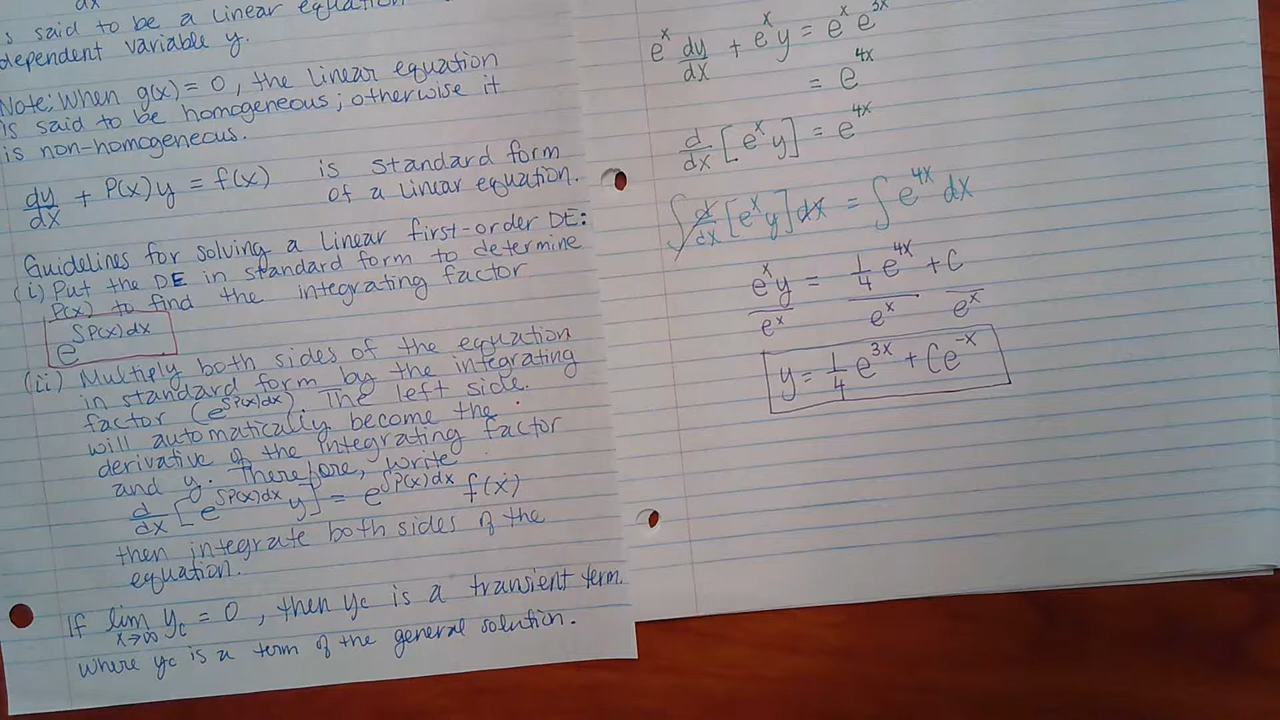 dx
is said to be a linear equation
dependent variable y.
Note: When g(x) = 0, the linear equation
is said to be homogeneous; otherwise it
is non-homogeneous.
dy/dx + P(x)y = f(x) is standard form
of a linear equation.
Guidelines for solving a linear first-order DE:
(i) Put the DE in standard form to determine
P(x) to find the integrating factor
e^∫P(x)dx
(ii) Multiply both sides of the equation
in standard form by the integrating
factor (e^∫P(x)dx). The left side
will automatically become the
derivative of the integrating factor
and y. Therefore, write
d/dx [e^∫P(x)dx y] = e^∫P(x)dx f(x)
then integrate both sides of the
equation.
If lim x→∞ yc = 0, then yc is a transient term.
where yc is a term of the general solution.
e^x dy/dx + e^x y = e^x e^3x
= e^4x
d/dx [e^x y] = e^4x
∫ d/dx [e^x y] dx = ∫ e^4x dx
e^x y / e^x = 1/4 e^4x / e^x + C / e^x
y = 1/4 e^3x + Ce^-x